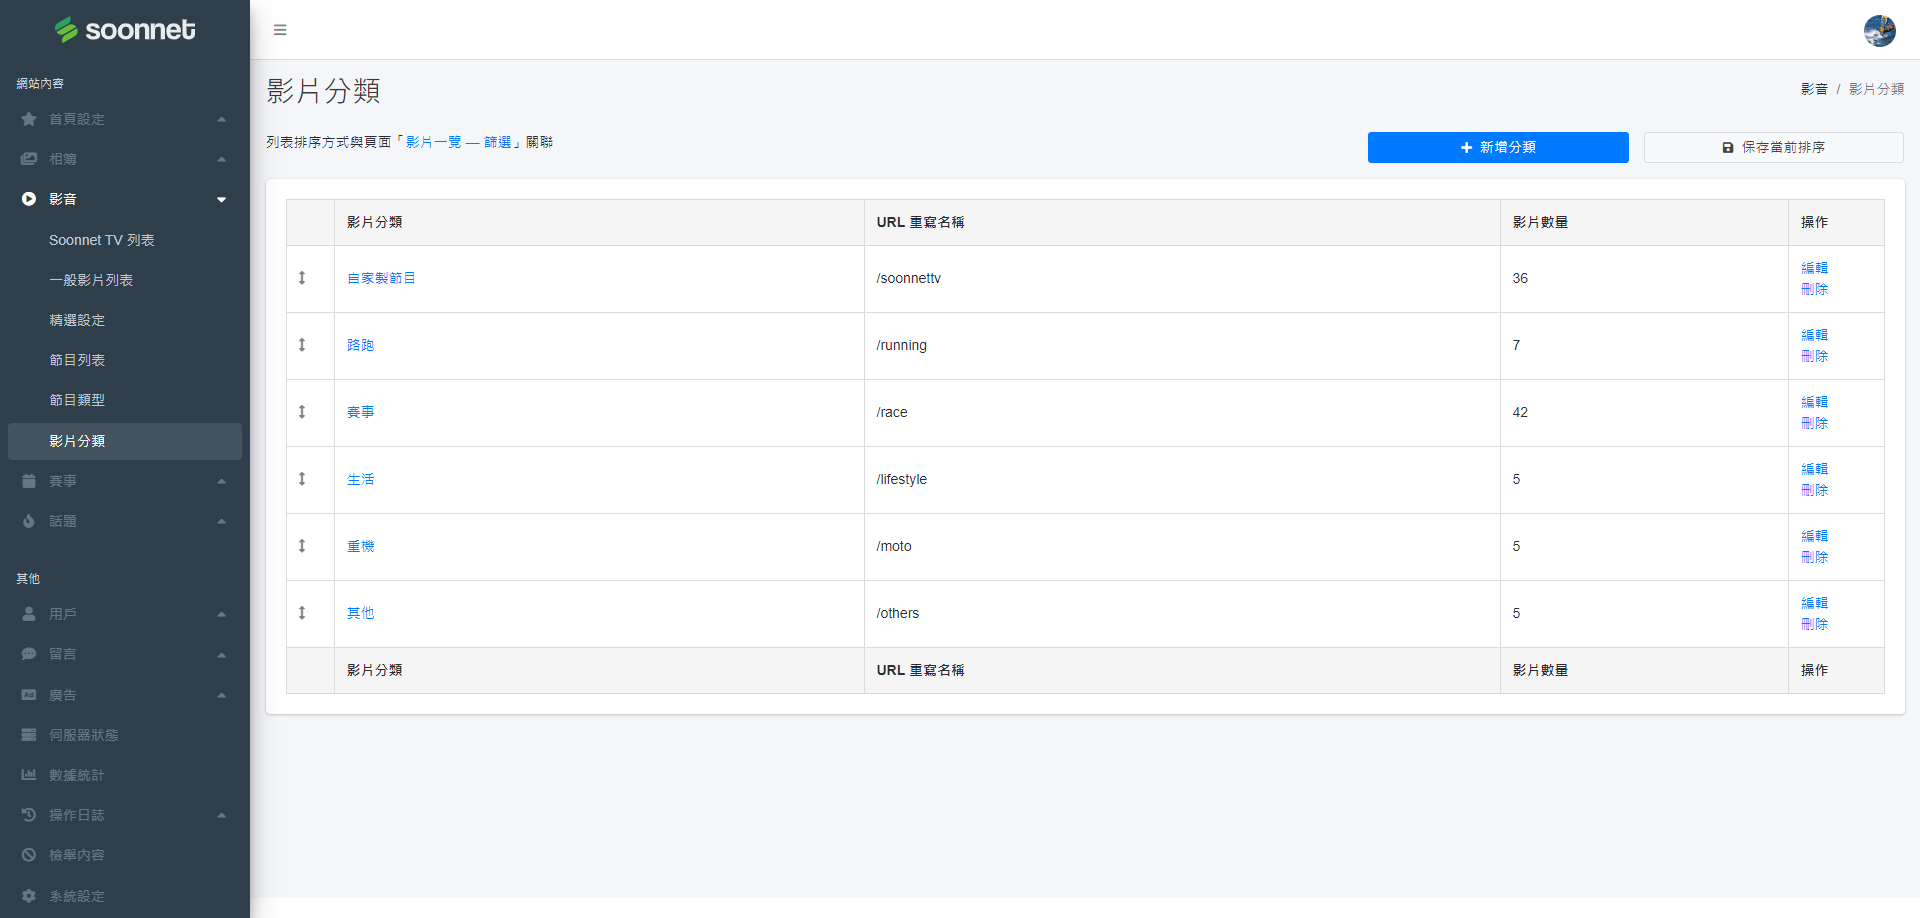 soonnet
網站內容
首頁設定
相簿
影音
Soonnet TV 列表
一般影片列表
精選設定
節目列表
節目類型
影片分類
賽事
話題
其他
用戶
留言
Ad 廣告
伺服器狀態
數據統計
操作日誌
檢舉內容
系統設定
影片分類
影音 / 影片分類
列表排序方式與頁面「影片一覽 — 篩選」關聯
新增分類
保存當前排序
影片分類 URL 重寫名稱 影片數量 操作
自家製節目 /soonnettv 36 編輯
刪除
路跑 /running 7 編輯
刪除
賽事 /race 42 編輯
刪除
生活 /lifestyle 5 編輯
刪除
重機 /moto 5 編輯
刪除
其他 /others 5 編輯
刪除
影片分類 URL 重寫名稱 影片數量 操作